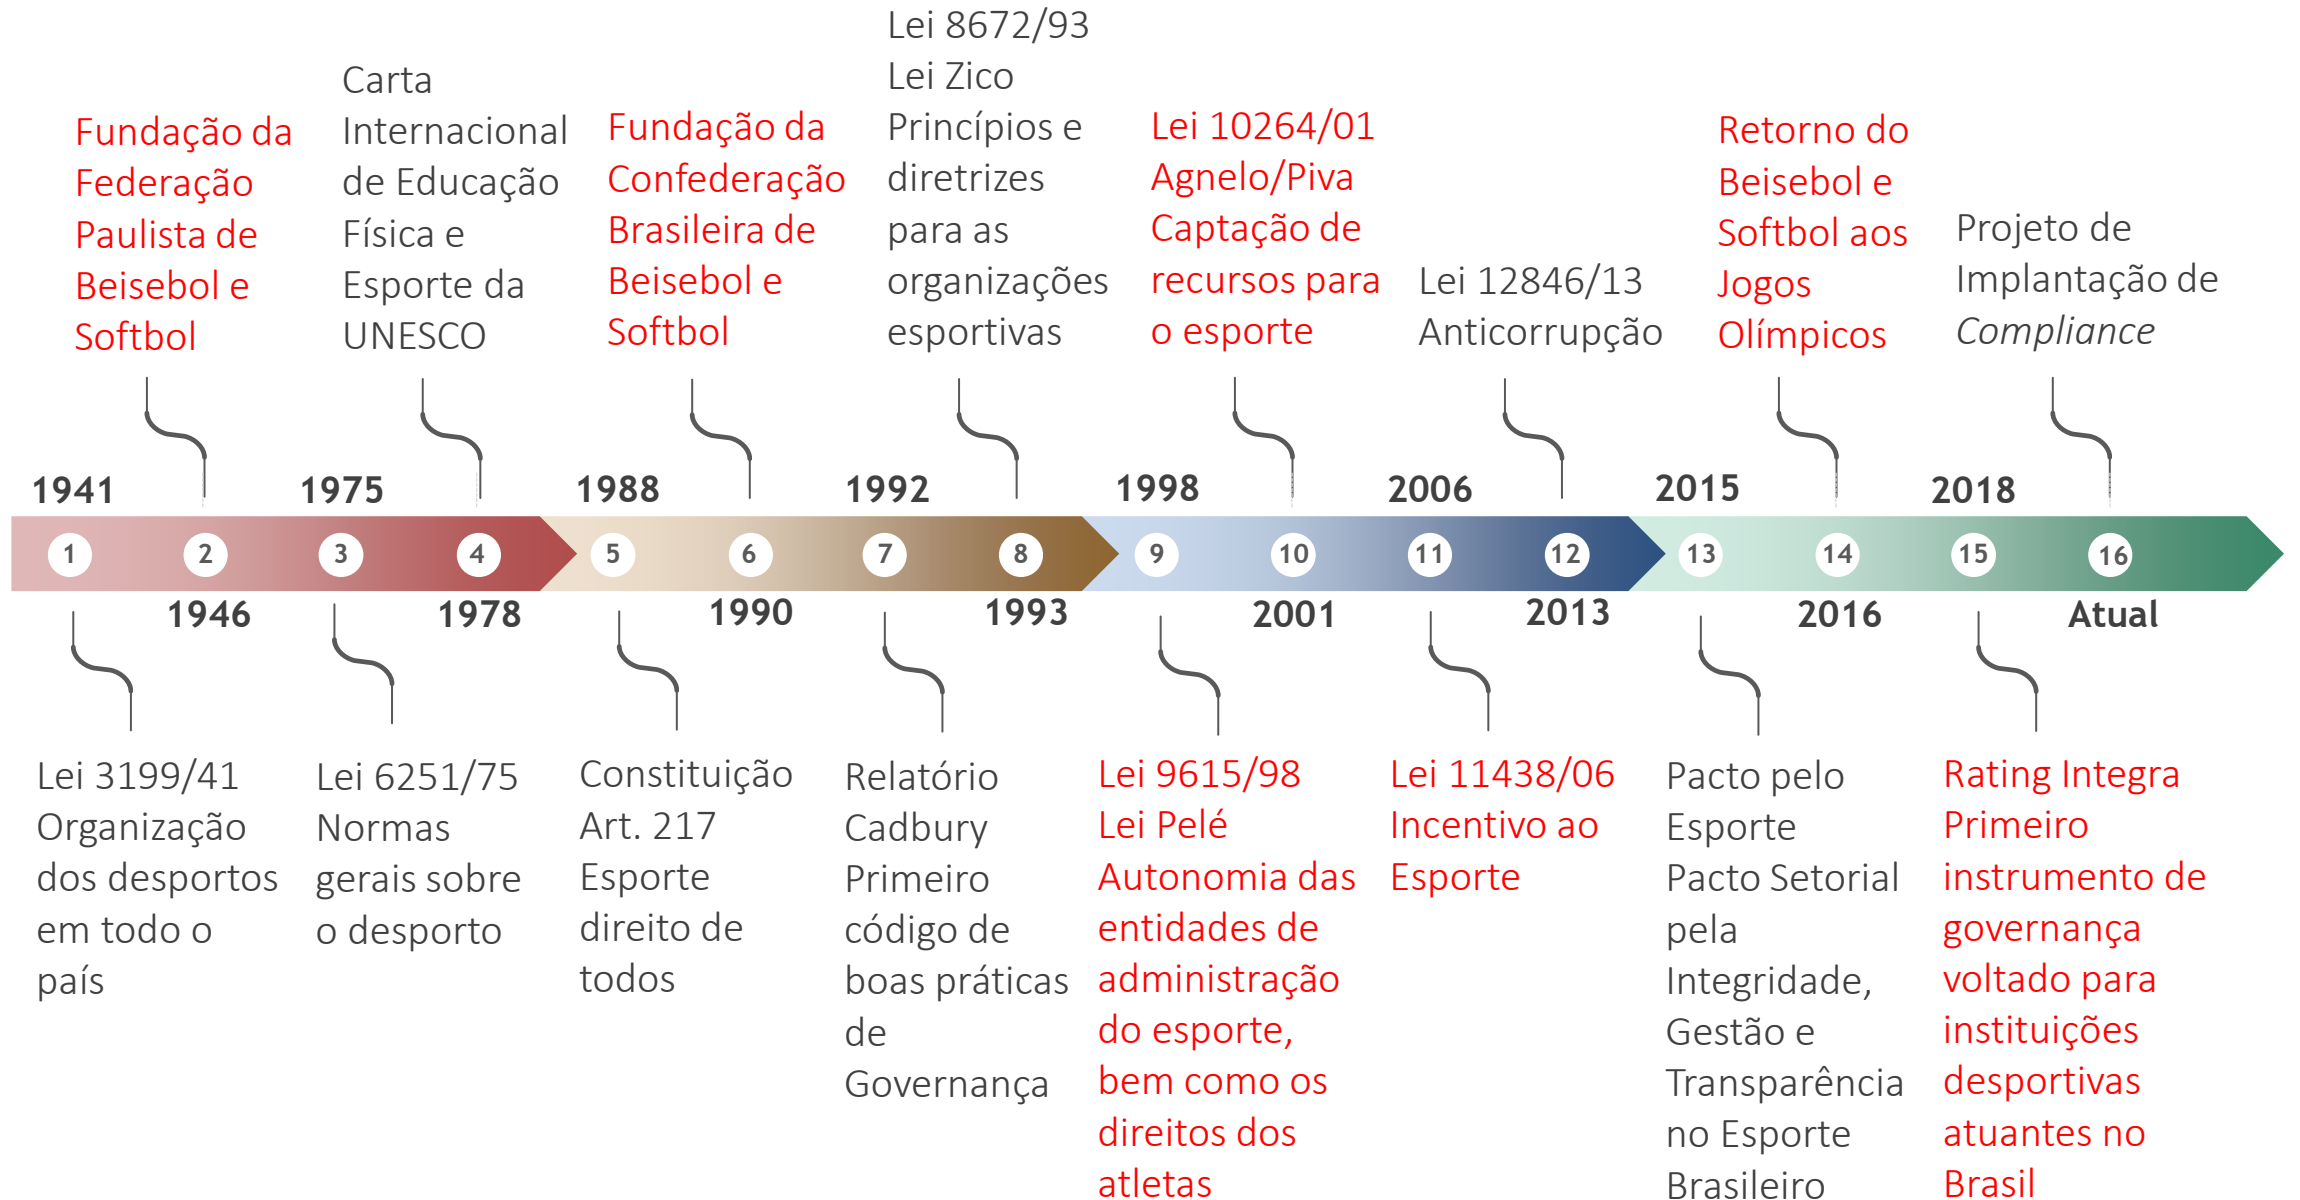 Lei 8672/93
Lei Zico
Princípios e
diretrizes
para as
organizações
esportivas
Carta
Internacional
de Educação
Física e
Esporte da
UNESCO
Fundação da
Federação
Paulista de
Beisebol e
Softbol
Fundação da
Confederação
Brasileira de
Beisebol e
Softbol
Lei 10264/01
Agnelo/Piva
Captação de
recursos para
o esporte
Lei 12846/13
Anticorrupção
Retorno do
Beisebol e
Softbol aos
Jogos
Olímpicos
Projeto de
Implantação de
Compliance
1941
1975
1988
1992
1998
2006
2015
2018
1
2
3
4
5
6
7
8
9
10
11
12
13
14
15
16
1946
1978
1990
1993
2001
2013
2016
Atual
Lei 3199/41
Organização
dos desportos
em todo o
país
Lei 6251/75
Normas
gerais sobre
o desporto
Constituição
Art. 217
Esporte
direito de
todos
Relatório
Cadbury
Primeiro
código de
boas práticas
de
Governança
Lei 9615/98
Lei Pelé
Autonomia das
entidades de
administração
do esporte,
bem como os
direitos dos
atletas
Lei 11438/06
Incentivo ao
Esporte
Pacto pelo
Esporte
Pacto Setorial
pela
Integridade,
Gestão e
Transparência
no Esporte
Brasileiro
Rating Integra
Primeiro
instrumento de
governança
voltado para
instituições
desportivas
atuantes no
Brasil